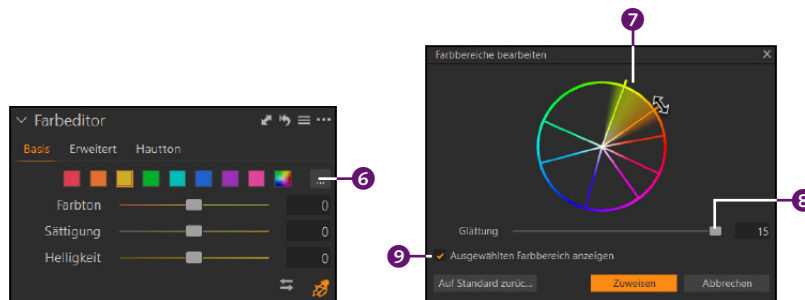 7
Farbbereiche bearbeiten
Farbeditor
Basis Erweitert Hautton
... 6
Farbton 0
Sättigung 0
Helligkeit 0
8
Glättung 15
9 Ausgewählten Farbbereich anzeigen
Auf Standard zurüc... Zuweisen Abbrechen